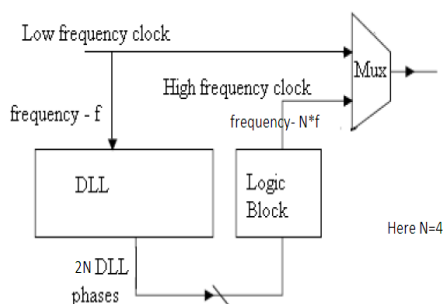 Low frequency clock
Mux
High frequency clock
frequency - f
frequency- N*f
DLL
Logic
Block
Here N=4
2N DLL
phases